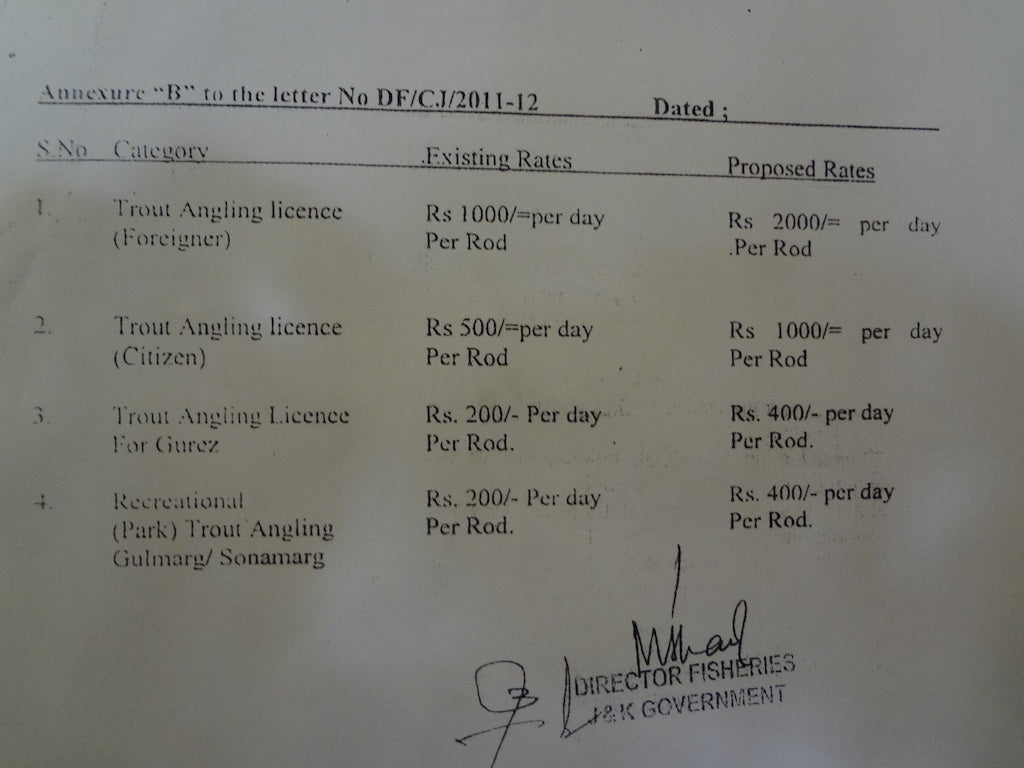 Annexure “B” to the letter No DF/CJ/2011-12 Dated ;
S.No Category .Existing Rates Proposed Rates
1. Trout Angling licence Rs 1000/=per day Rs 2000/= per day
(Foreigner) Per Rod .Per Rod
2. Trout Angling licence Rs 500/=per day Rs 1000/= per day
(Citizen) Per Rod Per Rod
3. Trout Angling Licence Rs. 200/- Per day Rs. 400/- per day
For Gurez Per Rod. Per Rod.
4. Recreational Rs. 200/- Per day Rs. 400/- per day
(Park) Trout Angling Per Rod. Per Rod.
Gulmarg/ Sonamarg
DIRECTOR FISHERIES
J&K GOVERNMENT